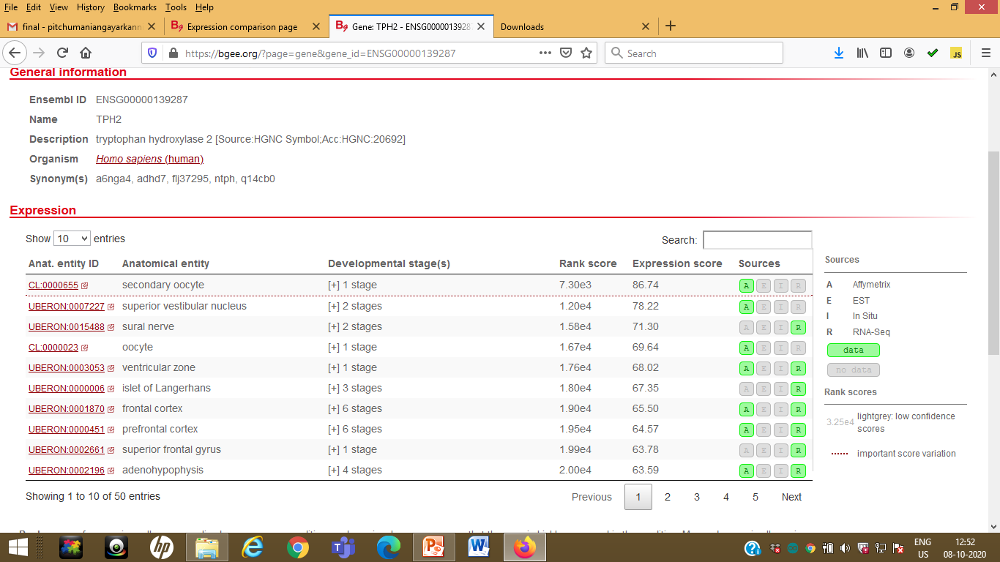 File Edit View History Bookmarks Tools Help
final - pitchumaniangayarkann
Expression comparison page
Gene: TPH2 - ENSG00000139287
Downloads
https://bgee.org/?page=gene&gene_id=ENSG00000139287
Search
General information
Ensembl ID ENSG00000139287
Name TPH2
Description tryptophan hydroxylase 2 [Source:HGNC Symbol;Acc:HGNC:20692]
Organism Homo sapiens (human)
Synonym(s) a6nga4, adhd7, flj37295, ntph, q14cb0
Expression
Show 10 entries
Search:
Anat. entity ID Anatomical entity Developmental stage(s) Rank score Expression score Sources
CL:0000655 secondary oocyte [+] 1 stage 7.30e3 86.74 A E I R
UBERON:0007227 superior vestibular nucleus [+] 2 stages 1.20e4 78.22 A E I R
UBERON:0015488 sural nerve [+] 2 stages 1.58e4 71.30 A E I R
CL:0000023 oocyte [+] 1 stage 1.67e4 69.64 A E I R
UBERON:0003053 ventricular zone [+] 1 stage 1.76e4 68.02 A E I R
UBERON:0000006 islet of Langerhans [+] 3 stages 1.80e4 67.35 A E I R
UBERON:0001870 frontal cortex [+] 6 stages 1.90e4 65.50 A E I R
UBERON:0000451 prefrontal cortex [+] 6 stages 1.95e4 64.57 A E I R
UBERON:0002661 superior frontal gyrus [+] 1 stage 1.99e4 63.78 A E I R
UBERON:0002196 adenohypophysis [+] 4 stages 2.00e4 63.59 A E I R
Showing 1 to 10 of 50 entries
Previous 1 2 3 4 5 Next
Sources
A Affymetrix
E EST
I In Situ
R RNA-Seq
data
no data
Rank scores
3.25e4 lightgrey: low confidence
scores
important score variation
ENG
US
12:52
08-10-2020